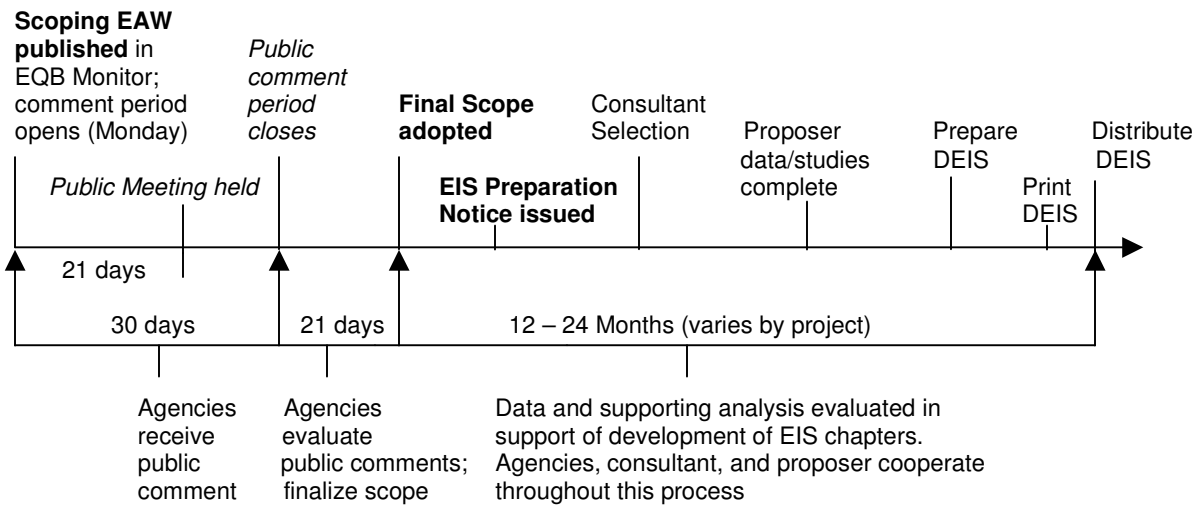 Scoping EAW
published in
EQB Monitor;
comment period
opens (Monday)
Public
comment
period
closes
Final Scope
adopted
Consultant
Selection
Proposer
data/studies
complete
Prepare
DEIS
Distribute
DEIS
Public Meeting held
EIS Preparation
Notice issued
Print
DEIS
21 days
30 days
21 days
12 – 24 Months (varies by project)
Agencies
receive
public
comment
Agencies
evaluate
public comments;
finalize scope
Data and supporting analysis evaluated in
support of development of EIS chapters.
Agencies, consultant, and proposer cooperate
throughout this process